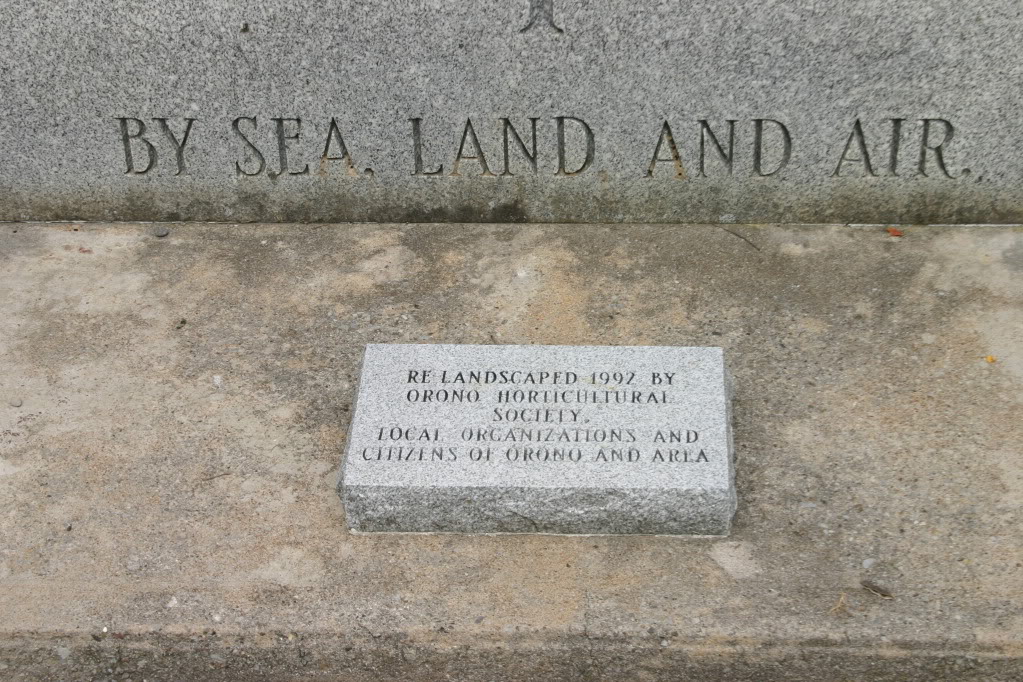 BY SEA, LAND, AND AIR.
RE LANDSCAPED 1992 BY
ORONO HORTICULTURAL
SOCIETY,
LOCAL ORGANIZATIONS AND
CITIZENS OF ORONO AND AREA